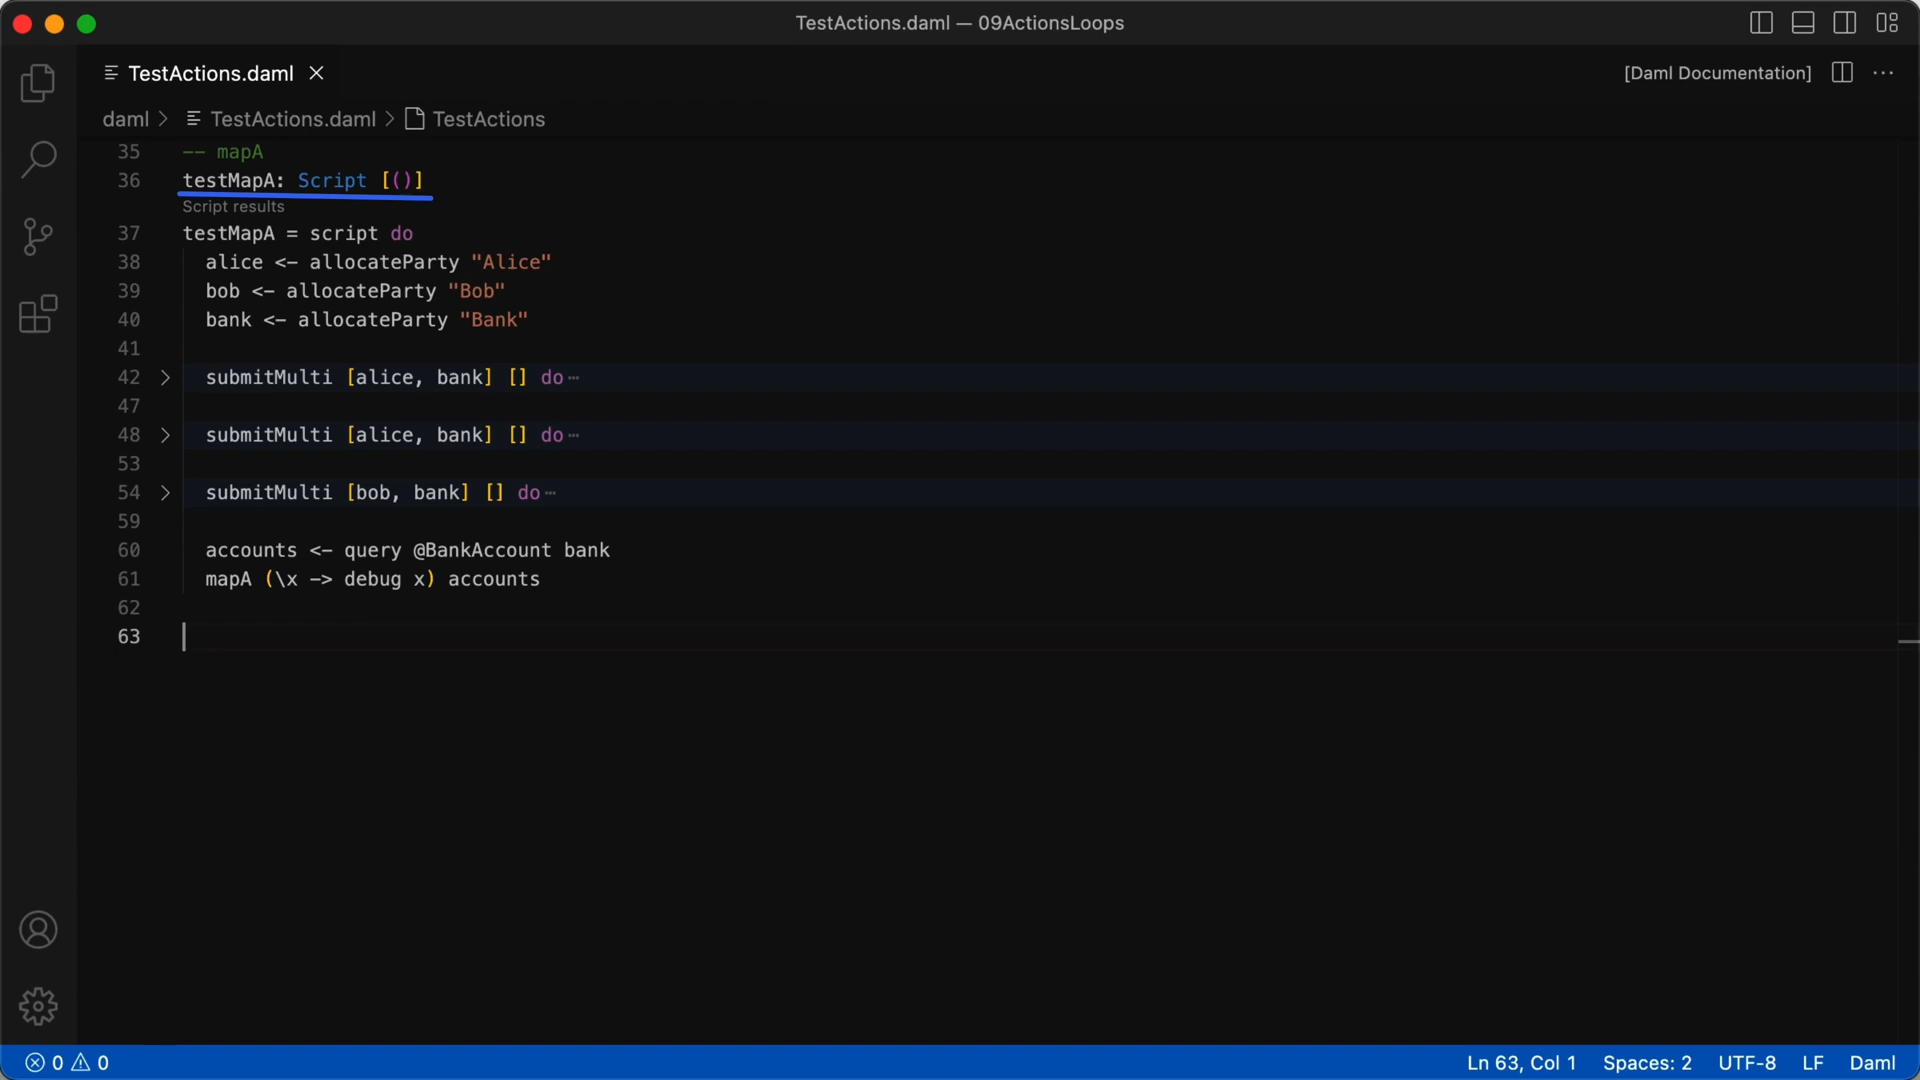 TestActions.daml — 09ActionsLoops
TestActions.daml
[Daml Documentation]
daml > TestActions.daml > TestActions
35 -- mapA
36 testMapA: Script [()]
Script results
37 testMapA = script do
38 alice <- allocateParty "Alice"
39 bob <- allocateParty "Bob"
40 bank <- allocateParty "Bank"
41
42 submitMulti [alice, bank] [] do⋯
47
48 submitMulti [alice, bank] [] do⋯
53
54 submitMulti [bob, bank] [] do⋯
59
60 accounts <- query @BankAccount bank
61 mapA (\x -> debug x) accounts
62
63
0 0 Ln 63, Col 1 Spaces: 2 UTF-8 LF Daml